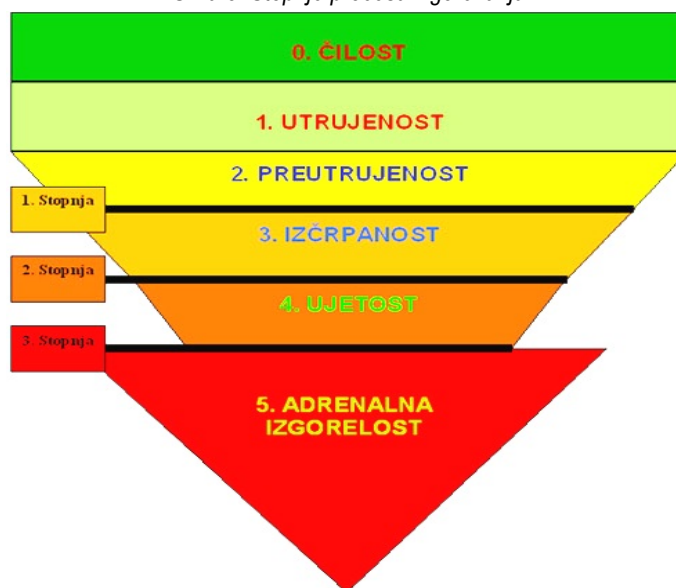 0. ČILOST
1. UTRUJENOST
2. PREUTRUJENOST
1. Stopnja
3. IZČRPANOST
2. Stopnja
4. UJETOST
3. Stopnja
5. ADRENALNA
IZGORELOST